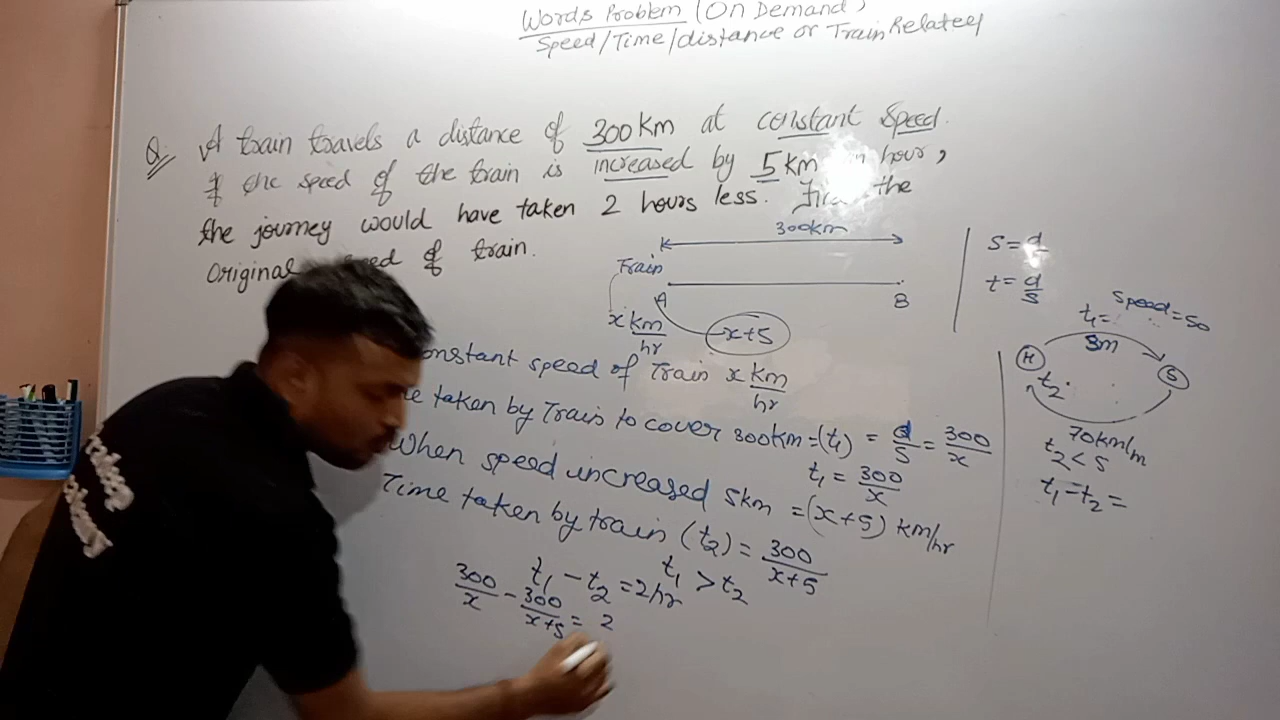 Words Problem (On Demand)
Speed/Time/distance or Train Related
Q. A train travels a distance of 300 Km at constant Speed.
If the speed of the train is increased by 5 km hour,
the journey would have taken 2 hours less. the
Original of train.
300km
Train
A B
x km/hr x+5
s = d
t = d/s
Speed = 50
t₁ =
3m
H S
t₂
70km/m
t₂ < 5
t₁ - t₂ =
constant speed of Train x km/hr
taken by Train to cover 300km = (t₁) = d/s = 300/x
t₁ = 300/x
When speed increased 5km = (x+5) km/hr
Time taken by train (t₂) = 300/x+5
t₁ - t₂ = 2hr t₁ > t₂
300/x - 300/x+5 = 2